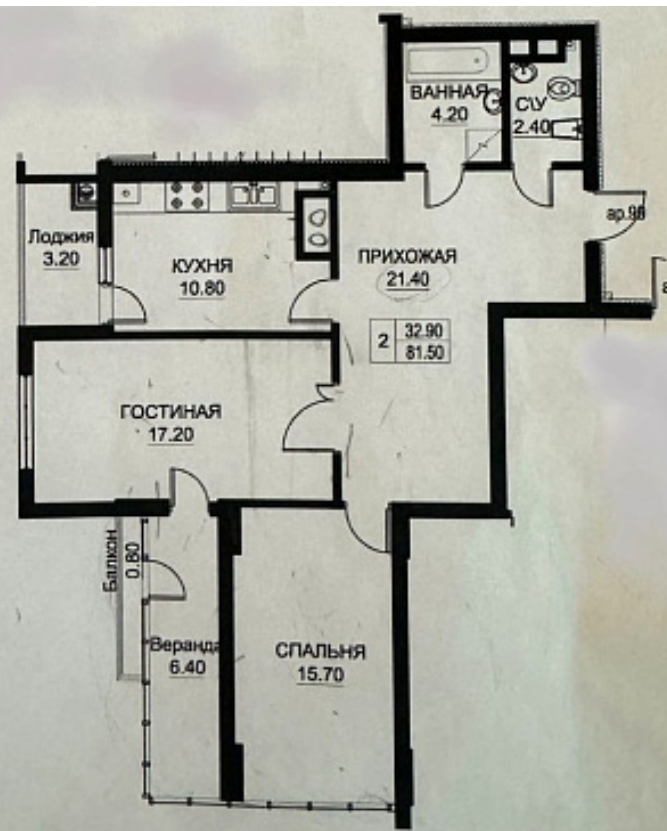 ВАННАЯ
4.20
С\У
2.40
ар.96
Лоджия
3.20
КУХНЯ
10.80
ПРИХОЖАЯ
21.40
2
32.90
81.50
ГОСТИНАЯ
17.20
Балкон
0.80
Веранда
6.40
СПАЛЬНЯ
15.70